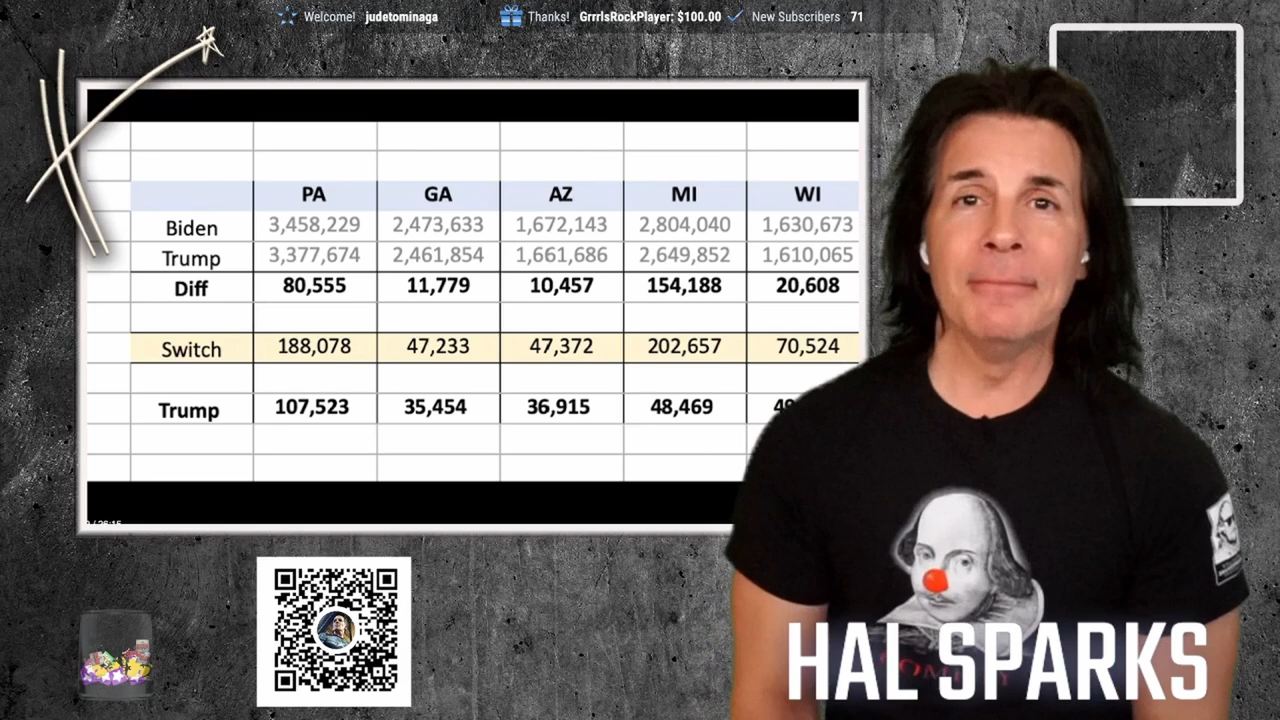 Welcome! judetominaga
Thanks! GrrrlsRockPlayer: $100.00
New Subscribers 71
PA GA AZ MI WI
Biden 3,458,229 2,473,633 1,672,143 2,804,040 1,630,673
Trump 3,377,674 2,461,854 1,661,686 2,649,852 1,610,065
Diff 80,555 11,779 10,457 154,188 20,608
Switch 188,078 47,233 47,372 202,657 70,524
Trump 107,523 35,454 36,915 48,469
HAL SPARKS